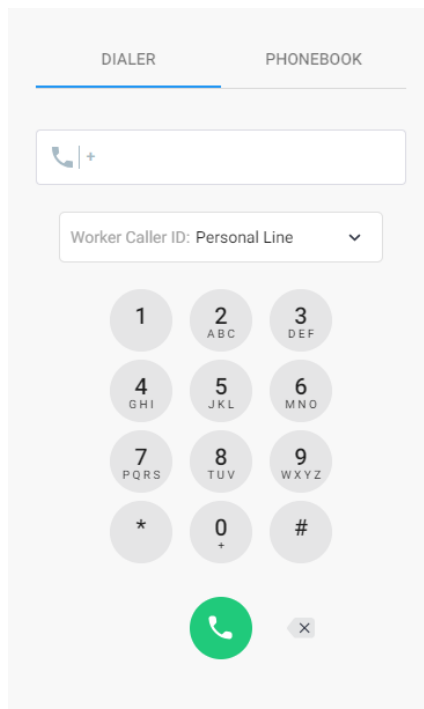 DIALER PHONEBOOK
+
Worker Caller ID: Personal Line
1 2 3
ABC DEF
4 5 6
GHI JKL MNO
7 8 9
PQRS TUV WXYZ
* 0 #
+